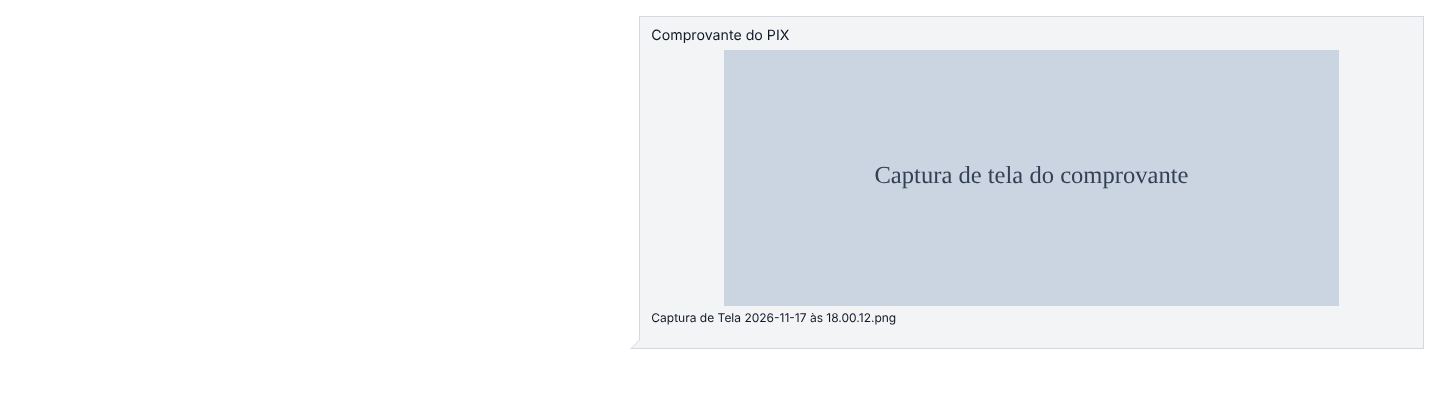 Comprovante do PIX
Captura de tela do comprovante
Captura de Tela 2026-11-17 às 18.00.12.png